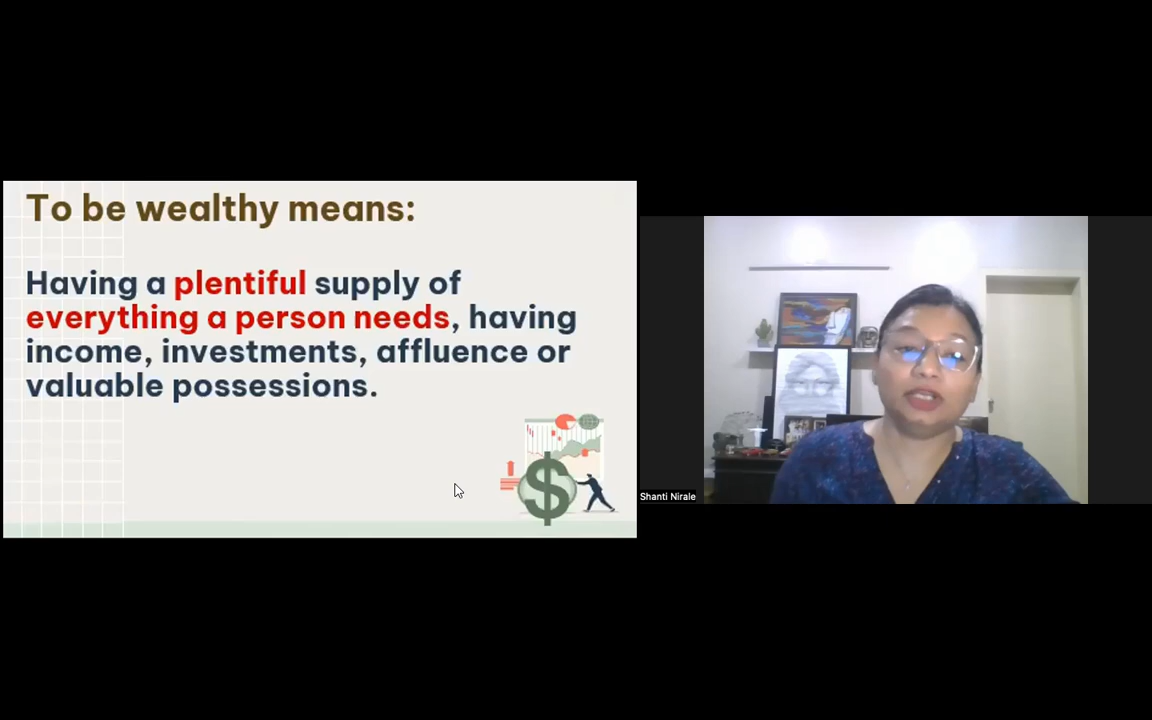 To be wealthy means:
Having a plentiful supply of
everything a person needs, having
income, investments, affluence or
valuable possessions.
$
Shanti Nirale